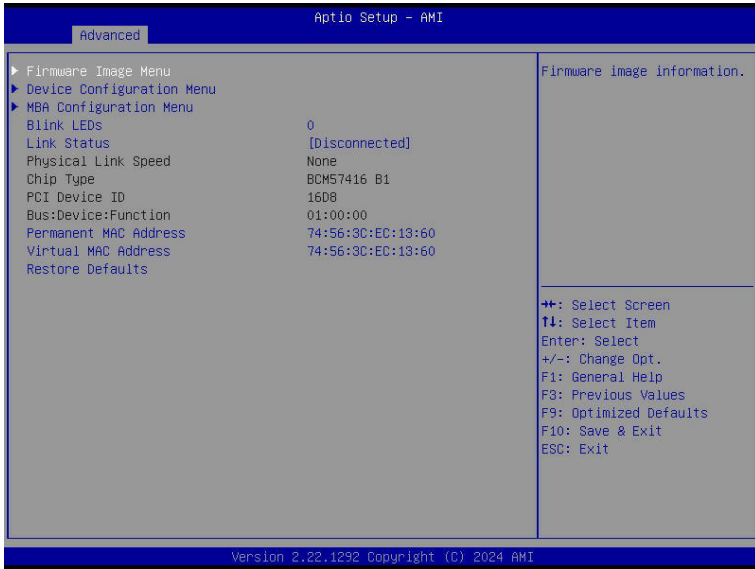 Aptio Setup – AMI
Advanced
▶ Firmware Image Menu
▶ Device Configuration Menu
▶ MBA Configuration Menu
Blink LEDs 0
Link Status [Disconnected]
Physical Link Speed None
Chip Type BCM57416 B1
PCI Device ID 16D8
Bus:Device:Function 01:00:00
Permanent MAC Address 74:56:3C:EC:13:60
Virtual MAC Address 74:56:3C:EC:13:60
Restore Defaults
Firmware image information.
→←: Select Screen
↑↓: Select Item
Enter: Select
+/-: Change Opt.
F1: General Help
F3: Previous Values
F9: Optimized Defaults
F10: Save & Exit
ESC: Exit
Version 2.22.1292 Copyright (C) 2024 AMI